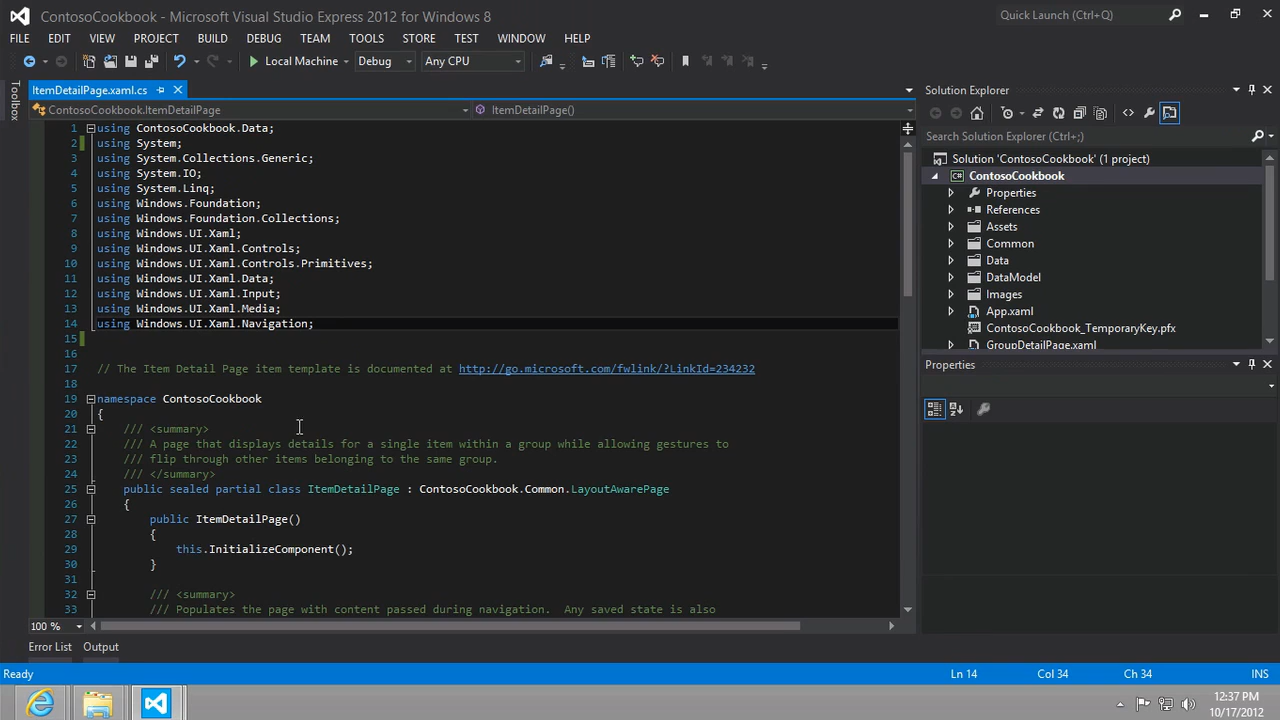 ContosoCookbook - Microsoft Visual Studio Express 2012 for Windows 8
Quick Launch (Ctrl+Q)
FILE EDIT VIEW PROJECT BUILD DEBUG TEAM TOOLS STORE TEST WINDOW HELP
Local Machine Debug Any CPU
Toolbox
ItemDetailPage.xaml.cs
ContosoCookbook.ItemDetailPage ItemDetailPage()
1 using ContosoCookbook.Data;
2 using System;
3 using System.Collections.Generic;
4 using System.IO;
5 using System.Linq;
6 using Windows.Foundation;
7 using Windows.Foundation.Collections;
8 using Windows.UI.Xaml;
9 using Windows.UI.Xaml.Controls;
10 using Windows.UI.Xaml.Controls.Primitives;
11 using Windows.UI.Xaml.Data;
12 using Windows.UI.Xaml.Input;
13 using Windows.UI.Xaml.Media;
14 using Windows.UI.Xaml.Navigation;
15
16
17 // The Item Detail Page item template is documented at http://go.microsoft.com/fwlink/?LinkId=234232
18
19 namespace ContosoCookbook
20 {
21 /// <summary>
22 /// A page that displays details for a single item within a group while allowing gestures to
23 /// flip through other items belonging to the same group.
24 /// </summary>
25 public sealed partial class ItemDetailPage : ContosoCookbook.Common.LayoutAwarePage
26 {
27 public ItemDetailPage()
28 {
29 this.InitializeComponent();
30 }
31
32 /// <summary>
33 /// Populates the page with content passed during navigation.  Any saved state is also
100 %
Solution Explorer
Search Solution Explorer (Ctrl+;)
Solution 'ContosoCookbook' (1 project)
C# ContosoCookbook
Properties
References
Assets
Common
Data
DataModel
Images
App.xaml
ContosoCookbook_TemporaryKey.pfx
GroupDetailPage.xaml
Properties
Error List Output
Ready Ln 14 Col 34 Ch 34 INS
12:37 PM
10/17/2012